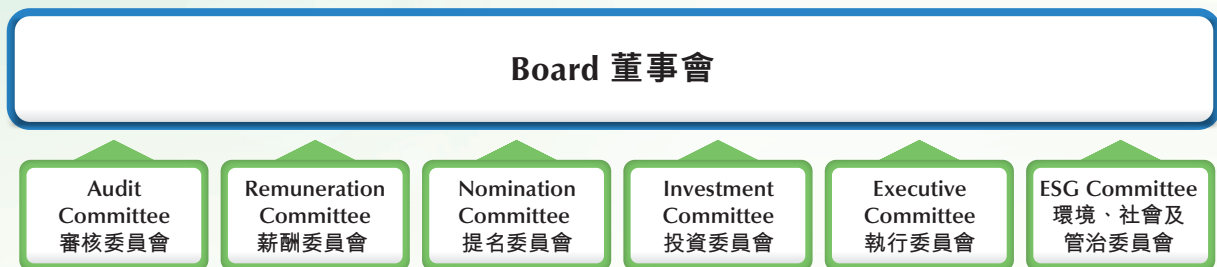 Board 董事會
Audit
Committee
審核委員會
Remuneration
Committee
薪酬委員會
Nomination
Committee
提名委員會
Investment
Committee
投資委員會
Executive
Committee
執行委員會
ESG Committee
環境、社會及
管治委員會